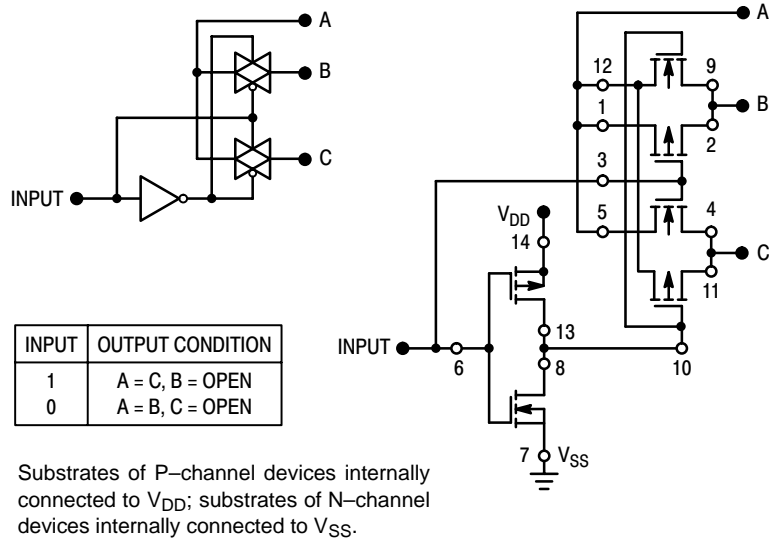 A
B
C
INPUT
A
12
9
B
1
2
3
5
4
C
11
VDD
14
13
INPUT
6
8
10
7
VSS
INPUT OUTPUT CONDITION
1 A = C, B = OPEN
0 A = B, C = OPEN
Substrates of P–channel devices internally
connected to VDD; substrates of N–channel
devices internally connected to VSS.